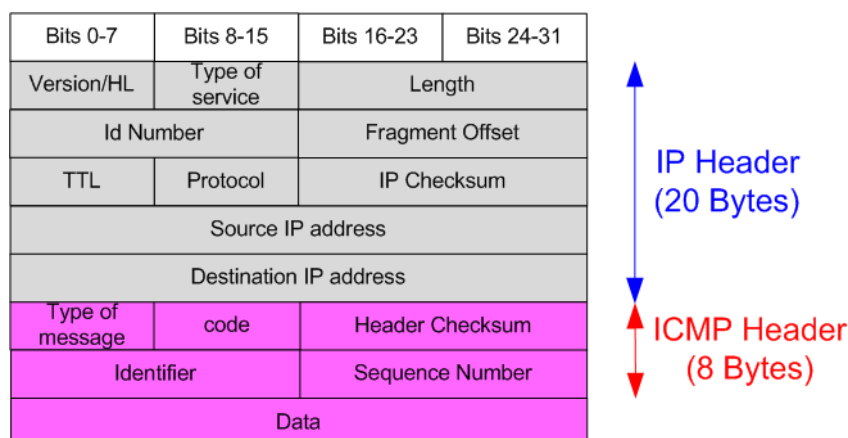 Bits 0-7 Bits 8-15 Bits 16-23 Bits 24-31
Version/HL Type of service Length
Id Number Fragment Offset
TTL Protocol IP Checksum
Source IP address
Destination IP address
IP Header
(20 Bytes)
Type of message code Header Checksum
Identifier Sequence Number
Data
ICMP Header
(8 Bytes)